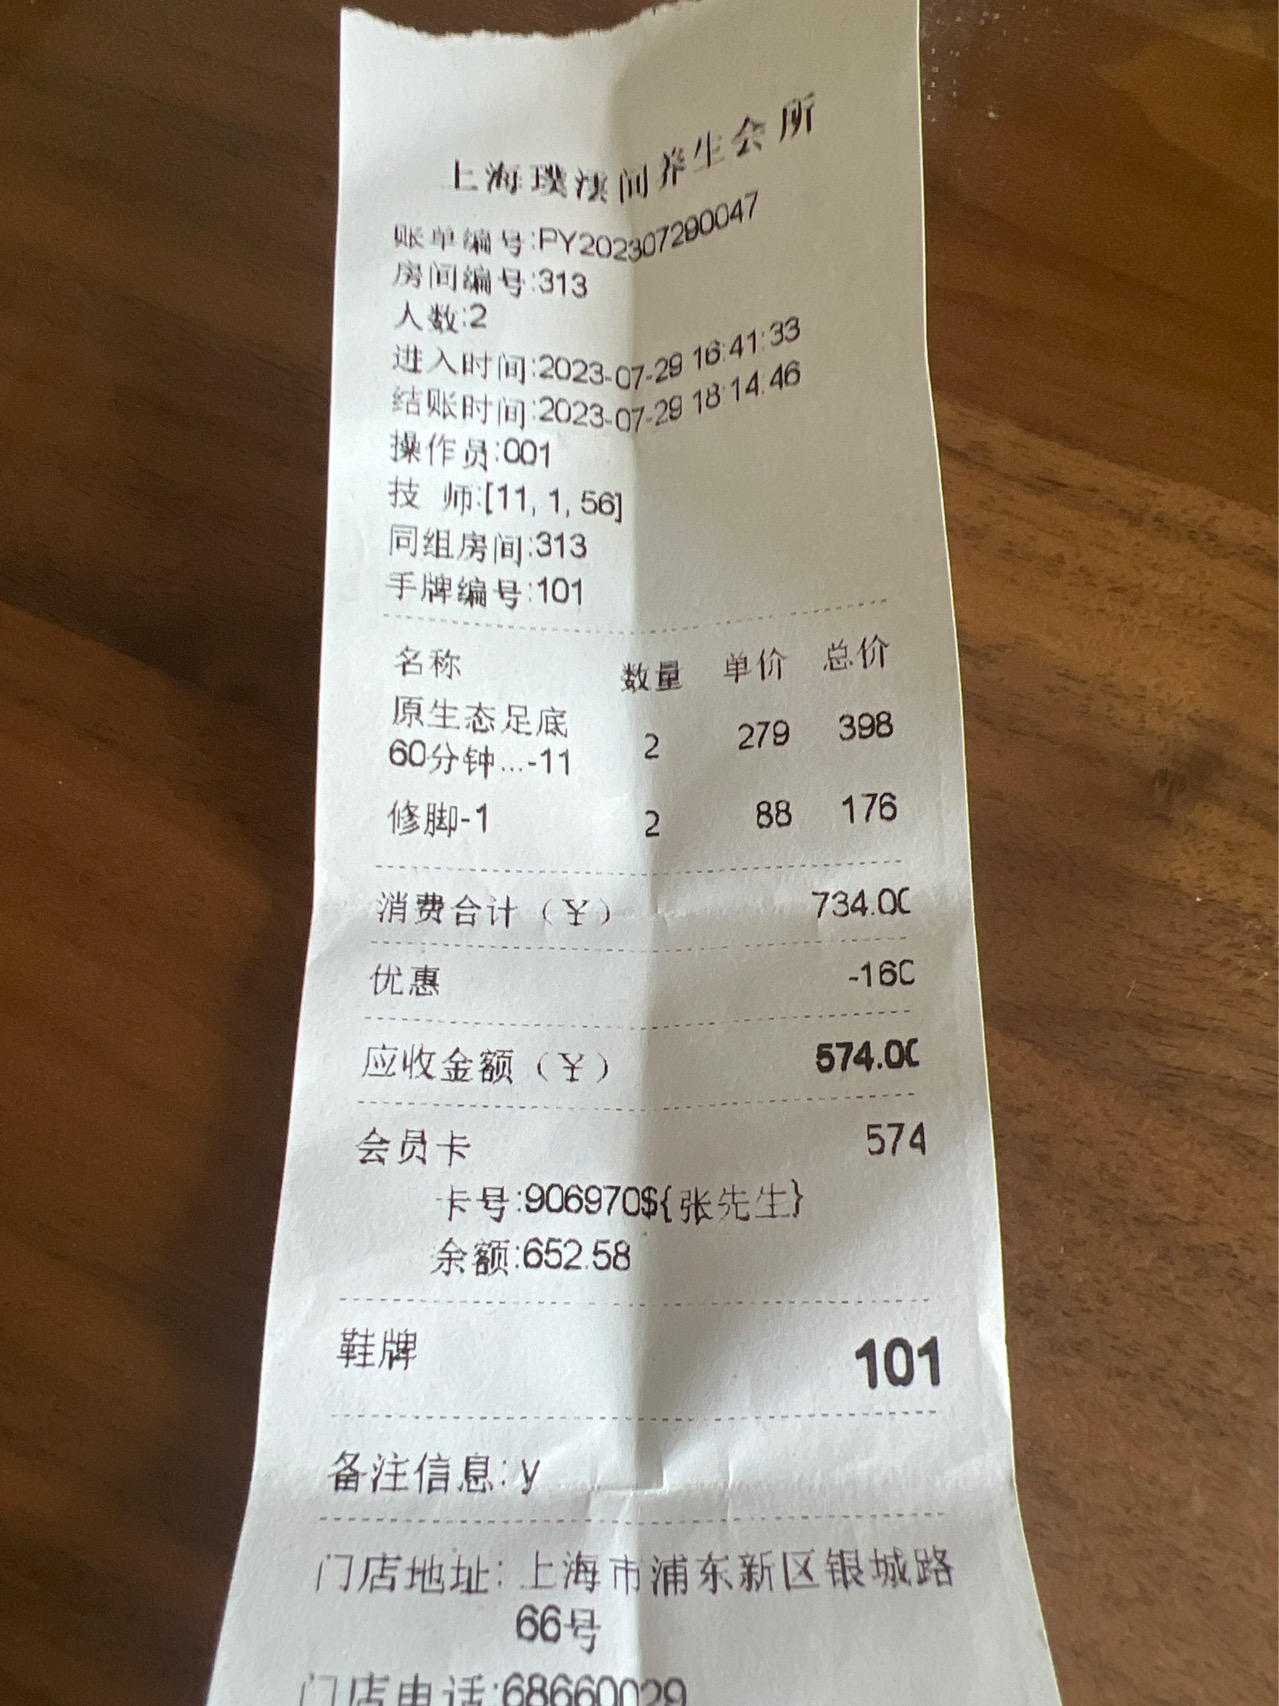 上海璞渼间养生会所
账单编号:PY202307290047
房间编号:313
人数:2
进入时间:2023-07-29 16:41:33
结账时间:2023-07-29 18:14:46
操作员:001
技 师:[11, 1, 56]
同组房间:313
手牌编号:101
名称 数量 单价 总价
原生态足底
60分钟...-11 2 279 398
修脚-1 2 88 176
消费合计（¥） 734.00
优惠 -160
应收金额（¥） 574.00
会员卡 574
卡号:906970${张先生}
余额:652.58
鞋牌 101
备注信息: y
门店地址: 上海市浦东新区银城路
66号
门店电话:68660029